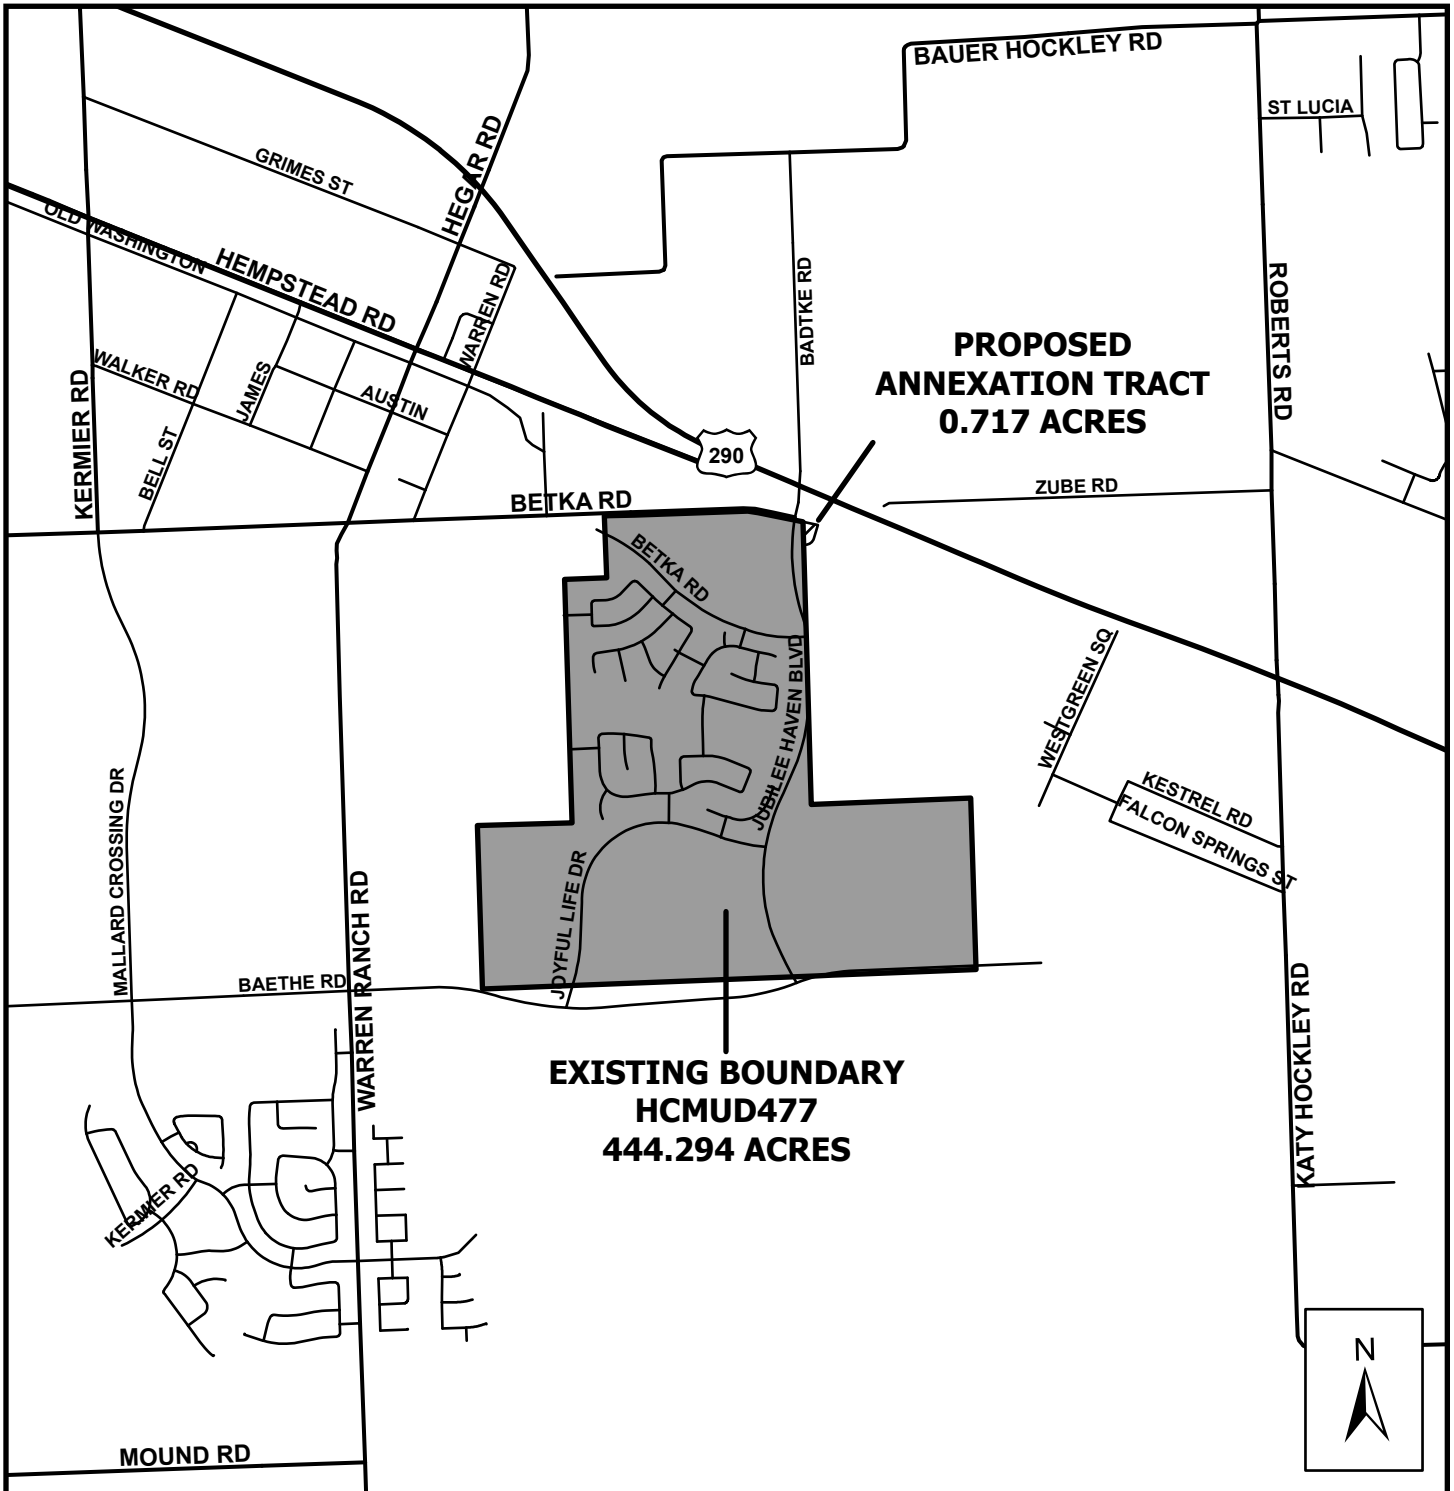 BAUER HOCKLEY RD
ST LUCIA
HEGAR RD
GRIMES ST
OLD WASHINGTON
HEMPSTEAD RD
WARREN RD
BADTKE RD
ROBERTS RD
PROPOSED
ANNEXATION TRACT
0.717 ACRES
WALKER RD
JAMES
AUSTIN
KERMIER RD
BELL ST
290
ZUBE RD
BETKA RD
BETKA RD
WESTGREEN SQ
JUBILEE HAVEN BLVD
KESTREL RD
FALCON SPRINGS ST
MALLARD CROSSING DR
JOYFUL LIFE DR
WARREN RANCH RD
BAETHE RD
KATY HOCKLEY RD
EXISTING BOUNDARY
HCMUD477
444.294 ACRES
KERMIER RD
N
MOUND RD